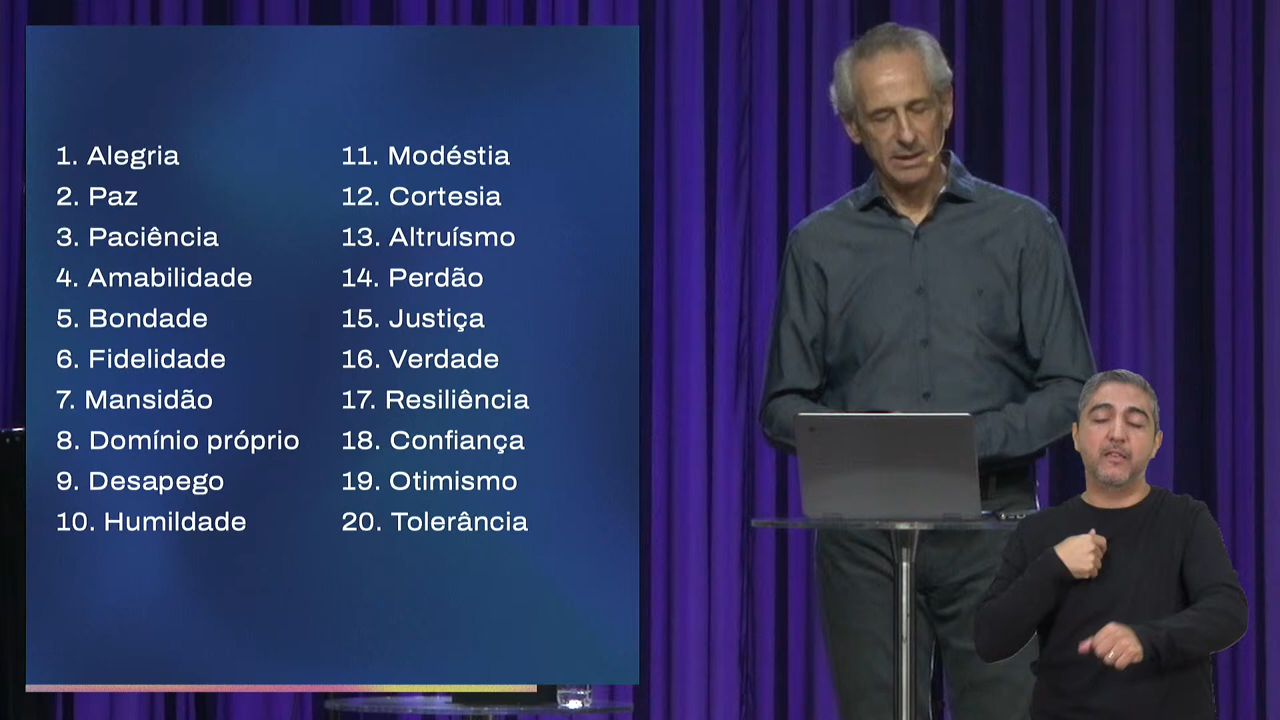 1. Alegria
2. Paz
3. Paciência
4. Amabilidade
5. Bondade
6. Fidelidade
7. Mansidão
8. Domínio próprio
9. Desapego
10. Humildade
11. Modéstia
12. Cortesia
13. Altruísmo
14. Perdão
15. Justiça
16. Verdade
17. Resiliência
18. Confiança
19. Otimismo
20. Tolerância